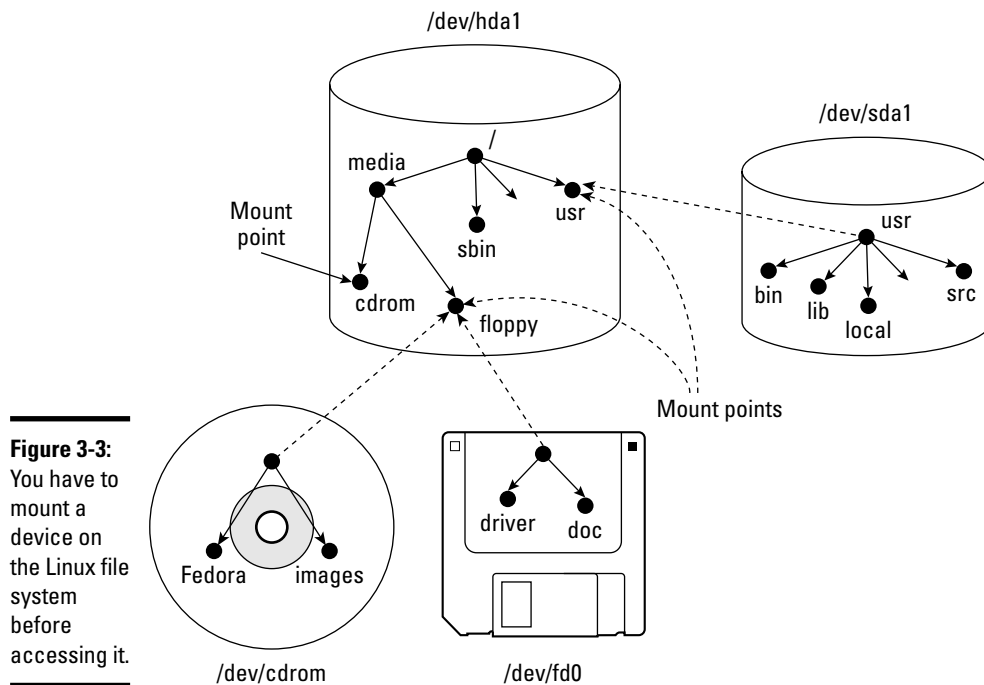 /dev/hda1
/dev/sda1
/
media
usr
sbin
Mount
point
cdrom
floppy
usr
bin
lib
local
src
Mount points
Figure 3-3:
You have to
mount a
device on
the Linux file
system
before
accessing it.
Fedora
images
/dev/cdrom
driver
doc
/dev/fd0